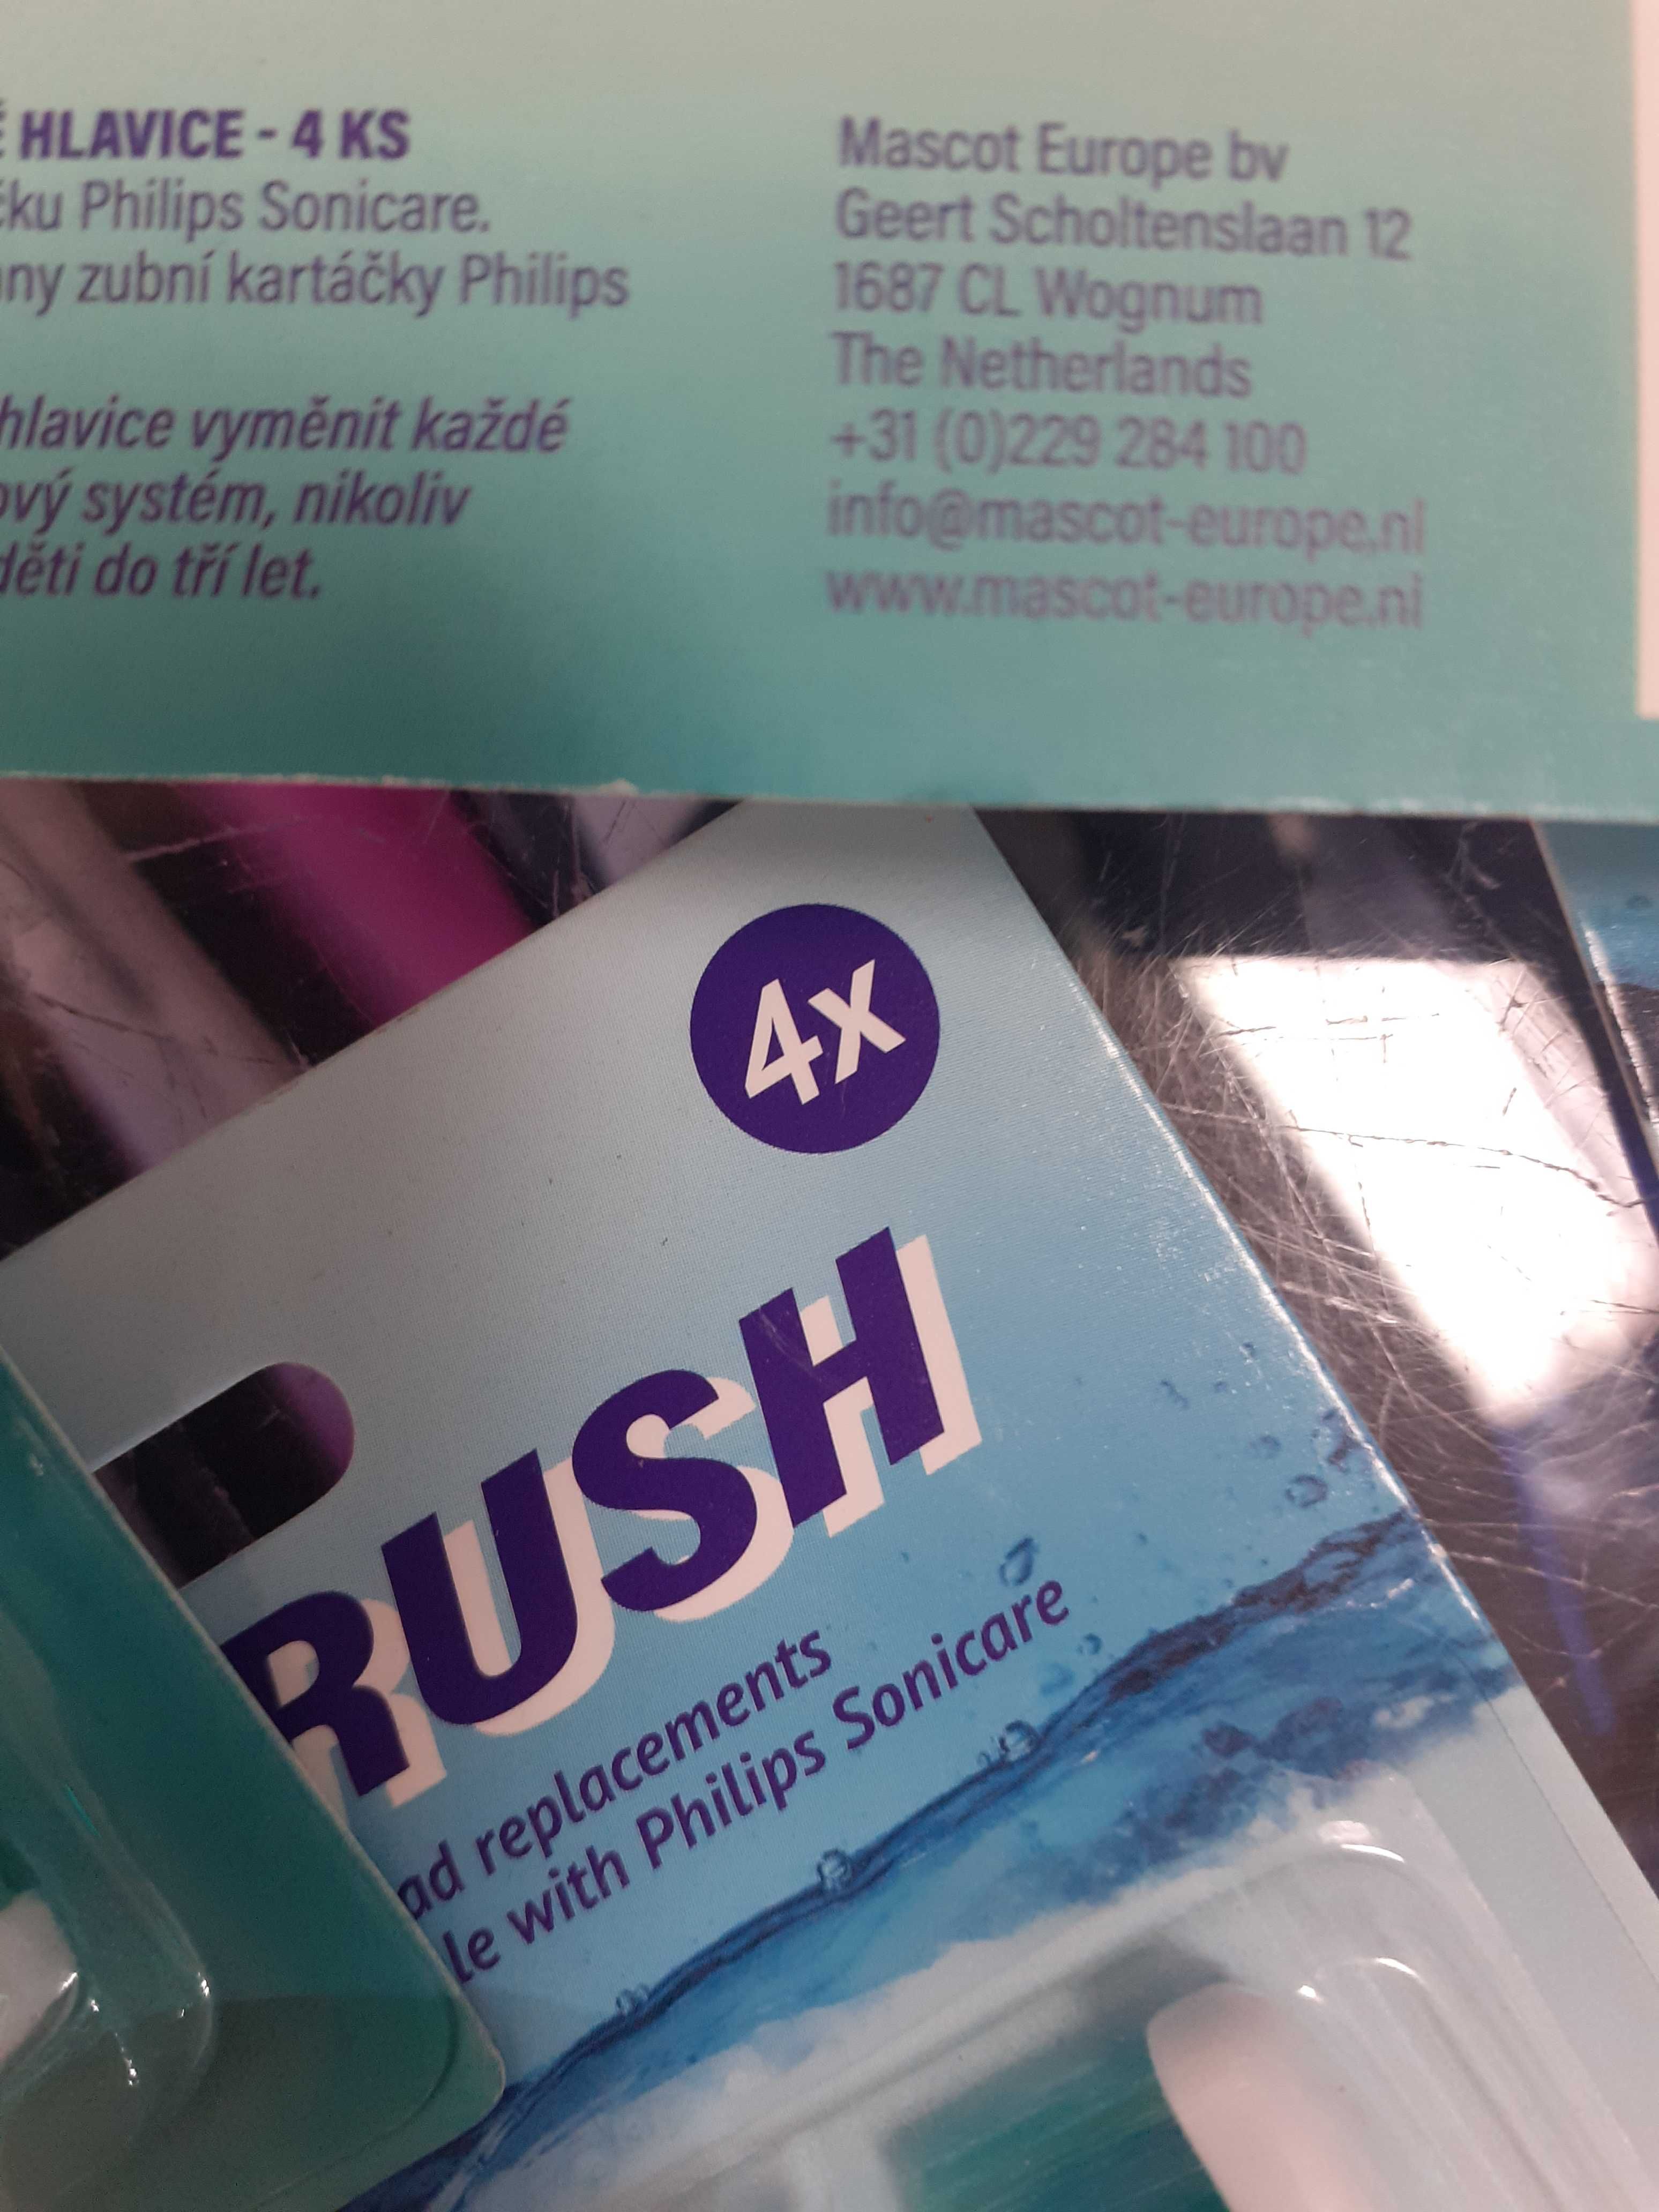 HLAVICE - 4 KS
čku Philips Sonicare.
ny zubní kartáčky Philips
hlavice vyměnit každé
ový systém, nikoliv
děti do tří let.
Mascot Europe bv
Geert Scholtenslaan 12
1687 CL Wognum
The Netherlands
+31 (0)229 284 100
info@mascot-europe.nl
www.mascot-europe.nl
4x
RUSH
ad replacements
le with Philips Sonicare